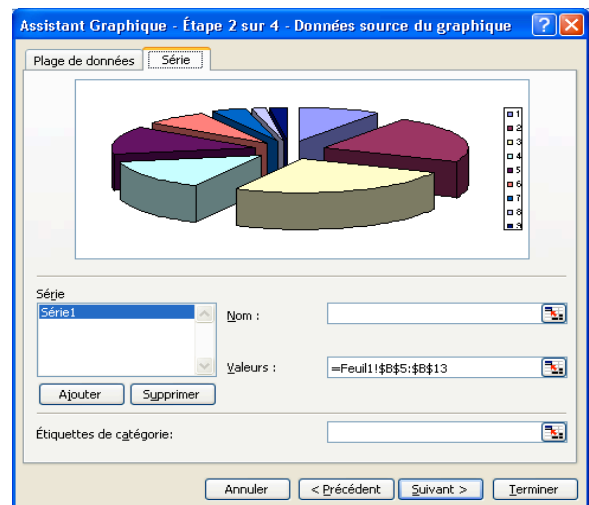 Assistant Graphique - Étape 2 sur 4 - Données source du graphique
Plage de données
Série
1
2
3
4
5
6
7
8
9
Série
Série1
Nom :
Valeurs :
=Feuil1!$B$5:$B$13
Ajouter
Supprimer
Étiquettes de catégorie:
Annuler
< Précédent
Suivant >
Terminer